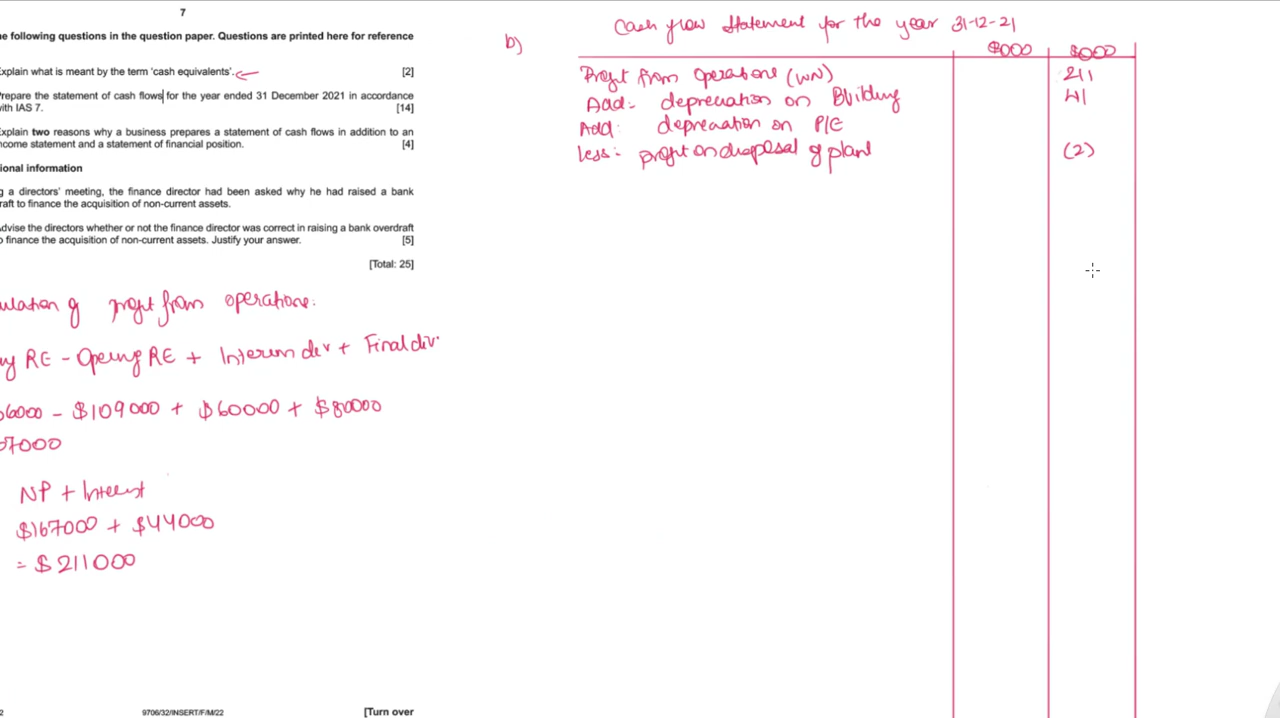 7
e following questions in the question paper. Questions are printed here for reference
Explain what is meant by the term 'cash equivalents'. [2]
Prepare the statement of cash flows for the year ended 31 December 2021 in accordance
with IAS 7. [14]
Explain two reasons why a business prepares a statement of cash flows in addition to an
ncome statement and a statement of financial position. [4]
ional information
g a directors' meeting, the finance director had been asked why he had raised a bank
raft to finance the acquisition of non-current assets.
Advise the directors whether or not the finance director was correct in raising a bank overdraft
o finance the acquisition of non-current assets. Justify your answer. [5]
[Total: 25]
ulation of profit from operations.
ng RE - Opening RE + Interim div + Final div.
6000 - $109000 + $60000 + $80000
7000
NP + Interest
$167000 + $44000
= $211000
2 9706/32/INSERT/F/M/22 [Turn over
b) Cash flow Statement for the year 31-12-21
$000 $000
Profit from Operations (WN) 211
Add: depreciation on Building 41
Add: depreciation on P/E
less: profit on disposal of plant (2)